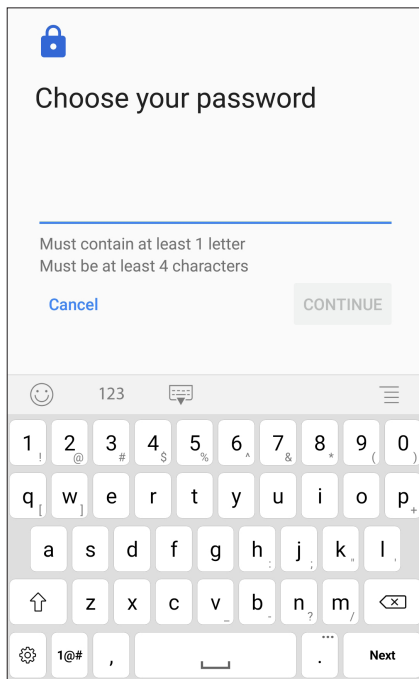 Choose your password
Must contain at least 1 letter
Must be at least 4 characters
Cancel CONTINUE
123
1 ! 2 @ 3 # 4 $ 5 % 6 ^ 7 & 8 * 9 ( 0 )
q [ w ] e r t y u i o p +
a s d f g h : j ; k " l '
z x c v _ b - n ? m /
1@# , . ... Next